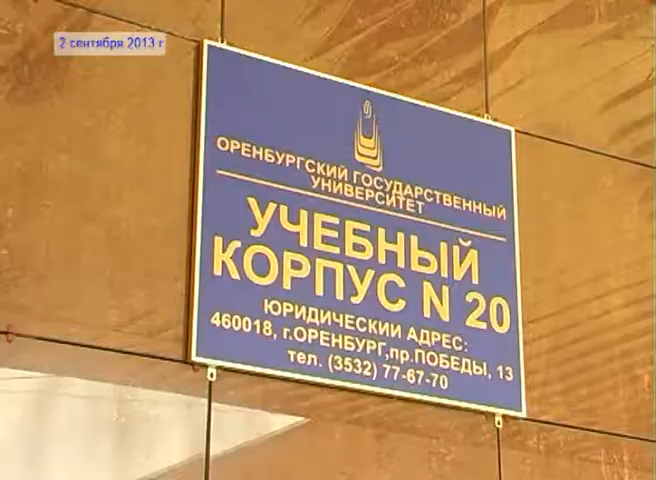 2 сентября 2013 г
ОРЕНБУРГСКИЙ ГОСУДАРСТВЕННЫЙ
УНИВЕРСИТЕТ
УЧЕБНЫЙ
КОРПУС N 20
ЮРИДИЧЕСКИЙ АДРЕС:
460018, г.ОРЕНБУРГ,пр.ПОБЕДЫ, 13
тел. (3532) 77-67-70